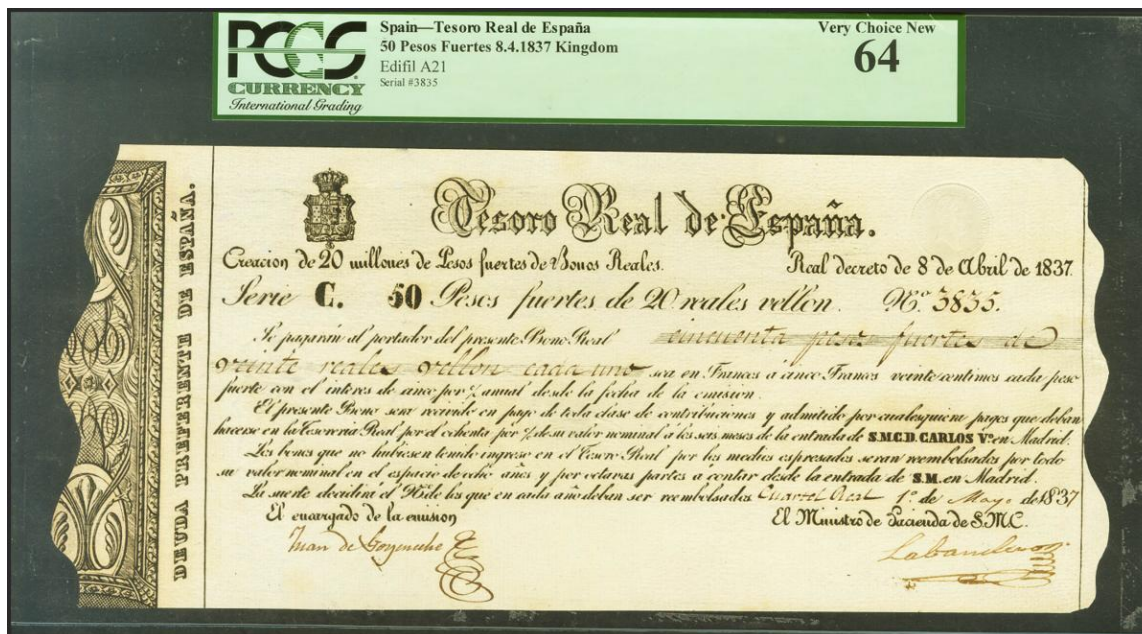 PCGS
CURRENCY
International Grading
Spain—Tesoro Real de España
50 Pesos Fuertes 8.4.1837 Kingdom
Edifil A21
Serial #3835
Very Choice New
64
DEUDA PREFERENTE DE ESPAÑA.
Tesoro Real de España.
Creacion de 20 millones de Pesos fuertes de Bonos Reales. Real decreto de 8 de Abril de 1837
Serie C. 50 Pesos fuertes de 20 reales vellon. Nº 3835.
Se pagarán al portador del presente Bono Real cincuenta pesos fuertes de
veinte reales vellon cada uno sea en Francos a cinco Francos veinte centimos cada peso
fuerte con el interes de cinco por % anual desde la fecha de la emision.
El presente Bono será recivido en pago de toda clase de contribuciones y admitido por cualesquiera pagos que deban
hacerse en la Tesoreria Real por el ochenta por % de su valor nominal á los seis meses de la entrada de S.M.C.D. CARLOS Vº en Madrid.
Los bonos que no hubiesen tenido ingreso en el Tesoro Real por los medios espresados seran reembolsados por todo
su valor nominal en el espacio de ocho años y por octavas partes a contar desde la entrada de S.M. en Madrid.
La suerte decidirá el Nº de los que en cada año deban ser reembolsados Cuartel Real 1º de Mayo de 1837
El encargado de la emision El Ministro de Hacienda de S.M.C.
Juan de Labandero